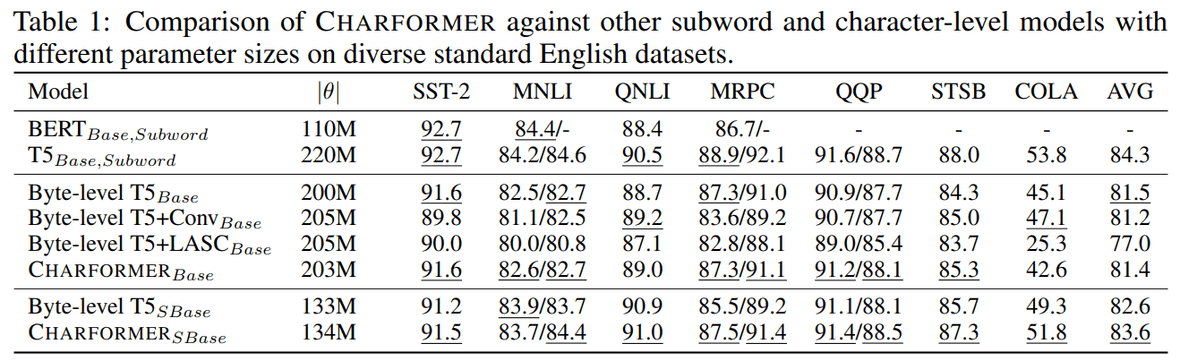 Table 1: Comparison of CHARFORMER against other subword and character-level models with
different parameter sizes on diverse standard English datasets.
Model |θ| SST-2 MNLI QNLI MRPC QQP STSB COLA AVG
BERT Base,Subword 110M 92.7 84.4/- 88.4 86.7/- - - - -
T5 Base,Subword 220M 92.7 84.2/84.6 90.5 88.9/92.1 91.6/88.7 88.0 53.8 84.3
Byte-level T5 Base 200M 91.6 82.5/82.7 88.7 87.3/91.0 90.9/87.7 84.3 45.1 81.5
Byte-level T5+Conv Base 205M 89.8 81.1/82.5 89.2 83.6/89.2 90.7/87.7 85.0 47.1 81.2
Byte-level T5+LASC Base 205M 90.0 80.0/80.8 87.1 82.8/88.1 89.0/85.4 83.7 25.3 77.0
CHARFORMER Base 203M 91.6 82.6/82.7 89.0 87.3/91.1 91.2/88.1 85.3 42.6 81.4
Byte-level T5 SBase 133M 91.2 83.9/83.7 90.9 85.5/89.2 91.1/88.1 85.7 49.3 82.6
CHARFORMER SBase 134M 91.5 83.7/84.4 91.0 87.5/91.4 91.4/88.5 87.3 51.8 83.6